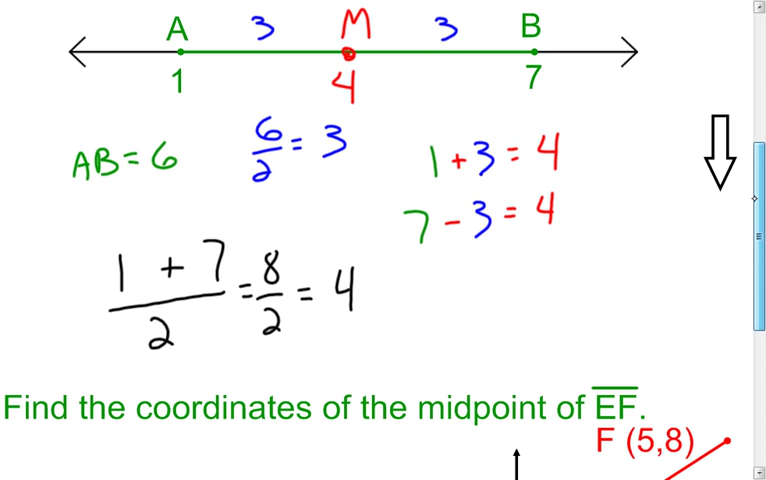 A 3 M 3 B
1 4 7
AB = 6
6/2 = 3
1 + 3 = 4
7 - 3 = 4
1 + 7 / 2 = 8/2 = 4
Find the coordinates of the midpoint of E̅F̅.
F (5,8)